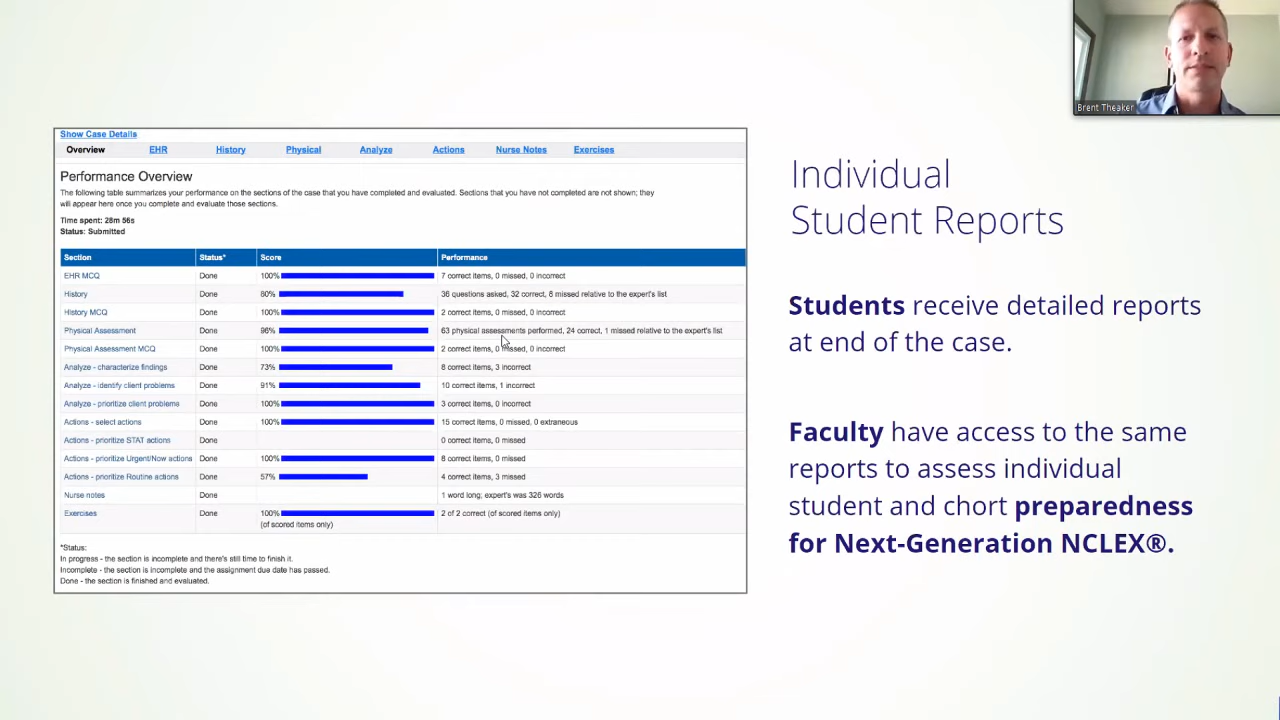 Brent Theaker
Show Case Details
Overview EHR History Physical Analyze Actions Nurse Notes Exercises
Performance Overview
The following table summarizes your performance on the sections of the case that you have completed and evaluated. Sections that you have not completed are not shown; they
will appear here once you complete and evaluate those sections.
Time spent: 28m 56s
Status: Submitted
Section Status* Score Performance
EHR MCQ Done 100% 7 correct items, 0 missed, 0 incorrect
History Done 80% 36 questions asked, 32 correct, 8 missed relative to the expert's list
History MCQ Done 100% 2 correct items, 0 missed, 0 incorrect
Physical Assessment Done 96% 63 physical assessments performed, 24 correct, 1 missed relative to the expert's list
Physical Assessment MCQ Done 100% 2 correct items, 0 missed, 0 incorrect
Analyze - characterize findings Done 73% 8 correct items, 3 incorrect
Analyze - identify client problems Done 91% 10 correct items, 1 incorrect
Analyze - prioritize client problems Done 100% 3 correct items, 0 incorrect
Actions - select actions Done 100% 15 correct items, 0 missed, 0 extraneous
Actions - prioritize STAT actions Done 0 correct items, 0 missed
Actions - prioritize Urgent/Now actions Done 100% 8 correct items, 0 missed
Actions - prioritize Routine actions Done 57% 4 correct items, 3 missed
Nurse notes Done 1 word long; expert's was 326 words
Exercises Done 100% 2 of 2 correct (of scored items only)
(of scored items only)
*Status:
In progress - the section is incomplete and there's still time to finish it.
Incomplete - the section is incomplete and the assignment due date has passed.
Done - the section is finished and evaluated.
Individual
Student Reports
Students receive detailed reports
at end of the case.
Faculty have access to the same
reports to assess individual
student and chort preparedness
for Next-Generation NCLEX®.